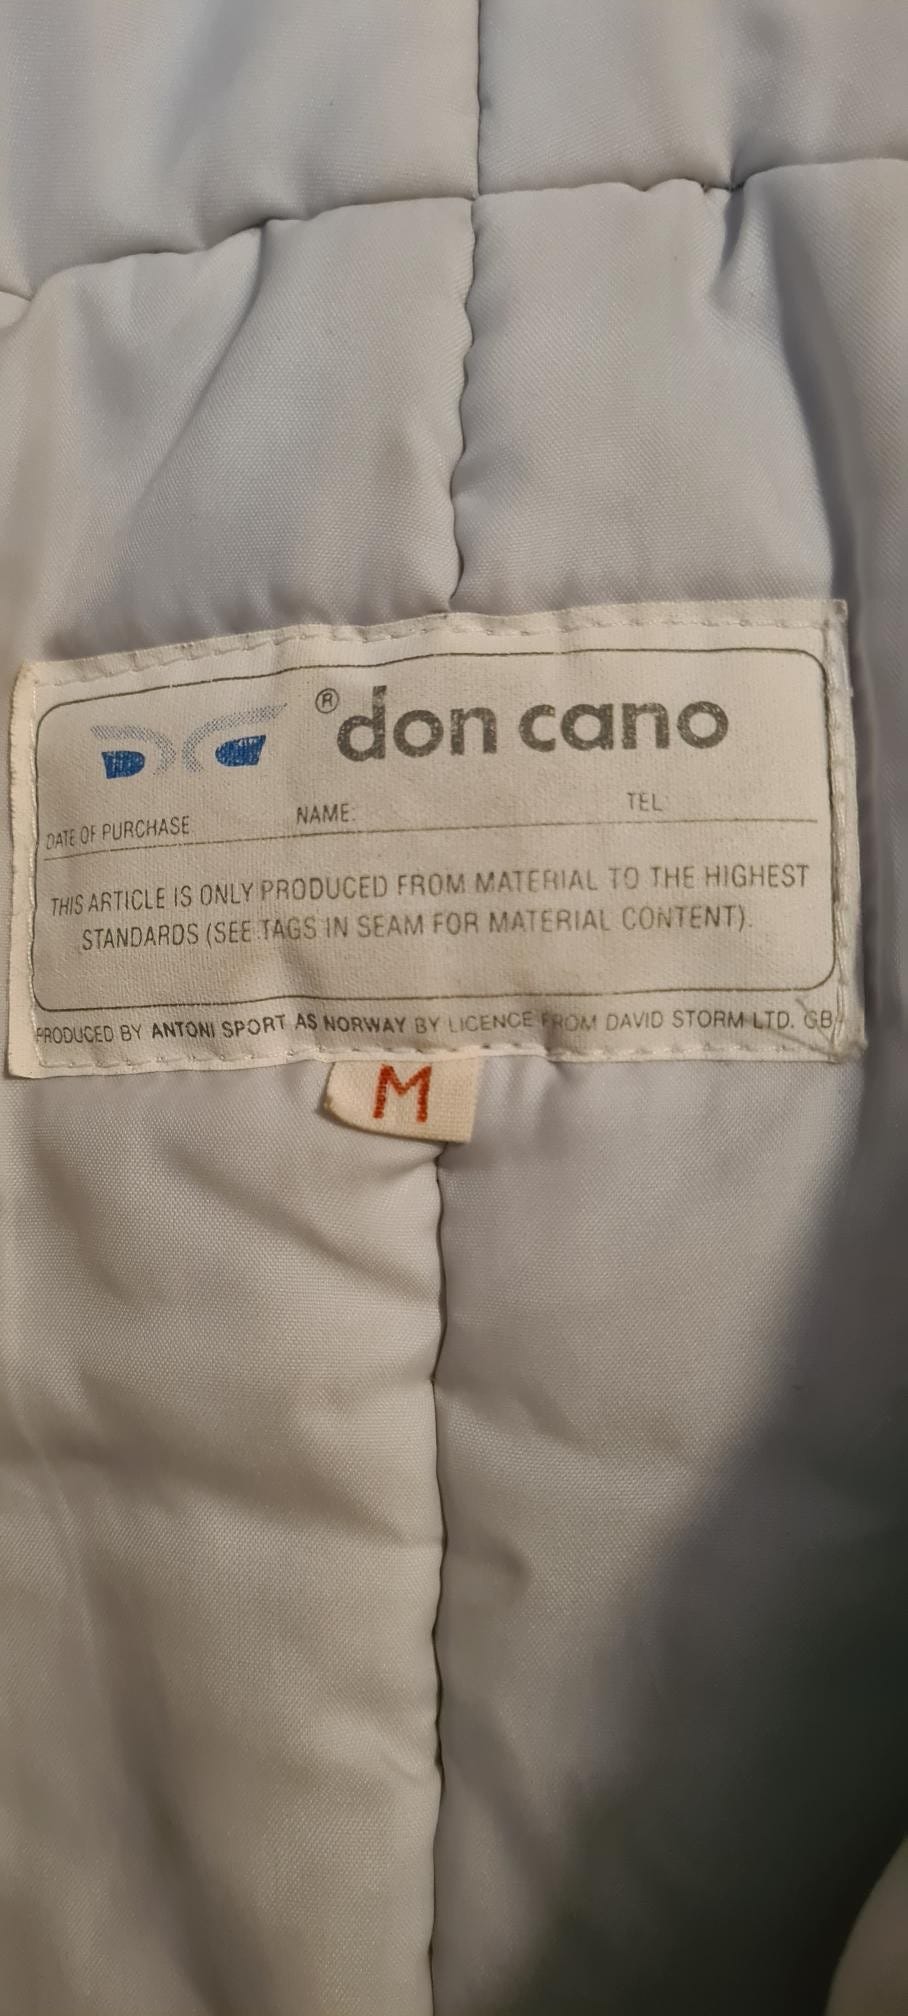 ® don cano
DATE OF PURCHASE NAME: TEL:
THIS ARTICLE IS ONLY PRODUCED FROM MATERIAL TO THE HIGHEST
STANDARDS (SEE TAGS IN SEAM FOR MATERIAL CONTENT).
PRODUCED BY ANTONI SPORT AS NORWAY BY LICENCE FROM DAVID STORM LTD. GB
M